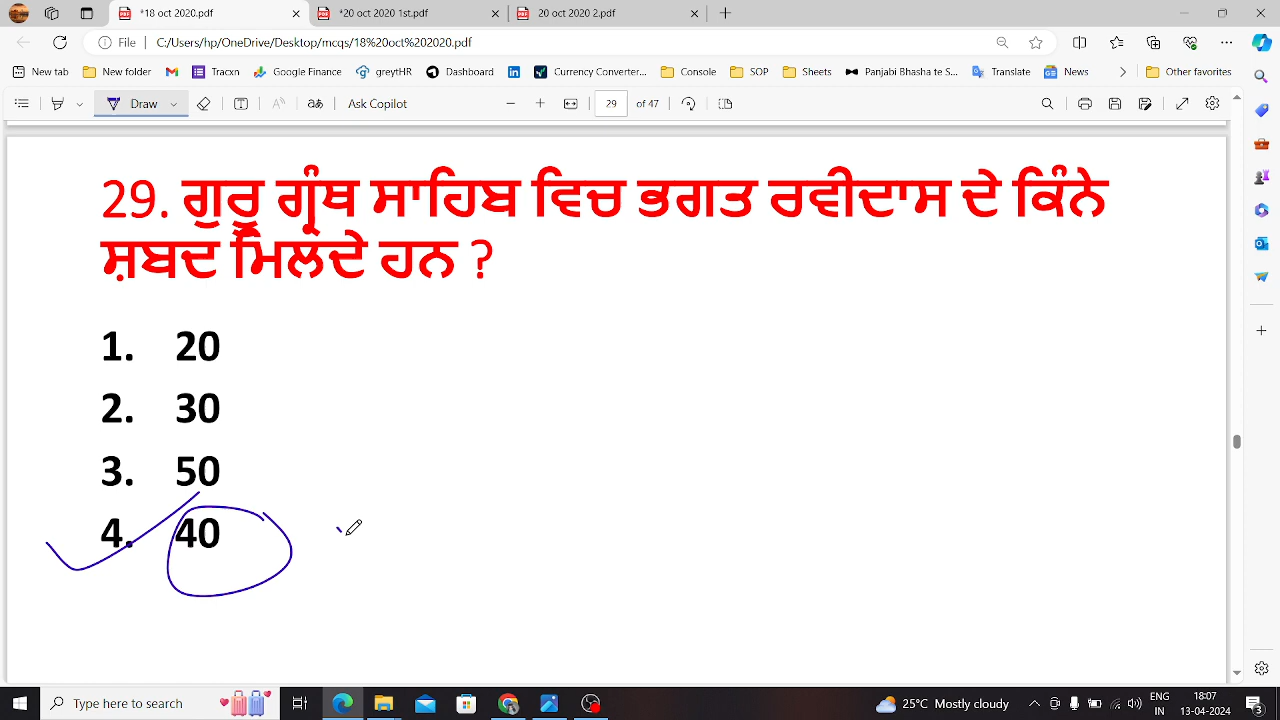 *18 oct 2020.pdf
*20 oct 2020 1st.pdf
20 oct 2020 2.pdf
File
C:/Users/hp/OneDrive/Desktop/mcqs/18%20oct%202020.pdf
New tab
New folder
Tracxn
Google Finance
greytHR
Dashboard
Currency Converte...
Console
SOP
Sheets
Panjabi Bhasha te S...
Translate
News
Other favorites
Draw
Ask Copilot
29
of 47
29. ਗੁਰੂ ਗ੍ਰੰਥ ਸਾਹਿਬ ਵਿਚ ਭਗਤ ਰਵੀਦਾਸ ਦੇ ਕਿੰਨੇ
ਸ਼ਬਦ ਮਿਲਦੇ ਹਨ ?
1. 20
2. 30
3. 50
4. 40
Type here to search
25°C Mostly cloudy
ENG
IN
18:07
13-04-2024
3